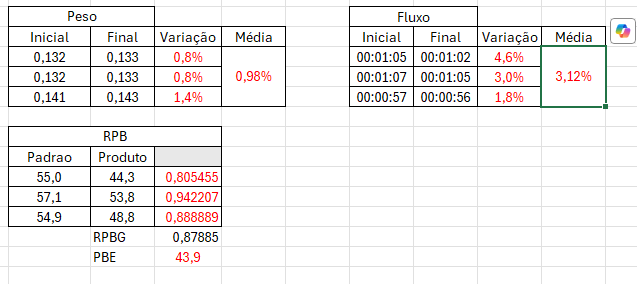 Peso
Inicial Final Variação Média
0,132 0,133 0,8%
0,132 0,133 0,8% 0,98%
0,141 0,143 1,4%
Fluxo
Inicial Final Variação Média
00:01:05 00:01:02 4,6%
00:01:07 00:01:05 3,0% 3,12%
00:00:57 00:00:56 1,8%
RPB
Padrao Produto
55,0 44,3 0,805455
57,1 53,8 0,942207
54,9 48,8 0,888889
RPBG 0,87885
PBE 43,9